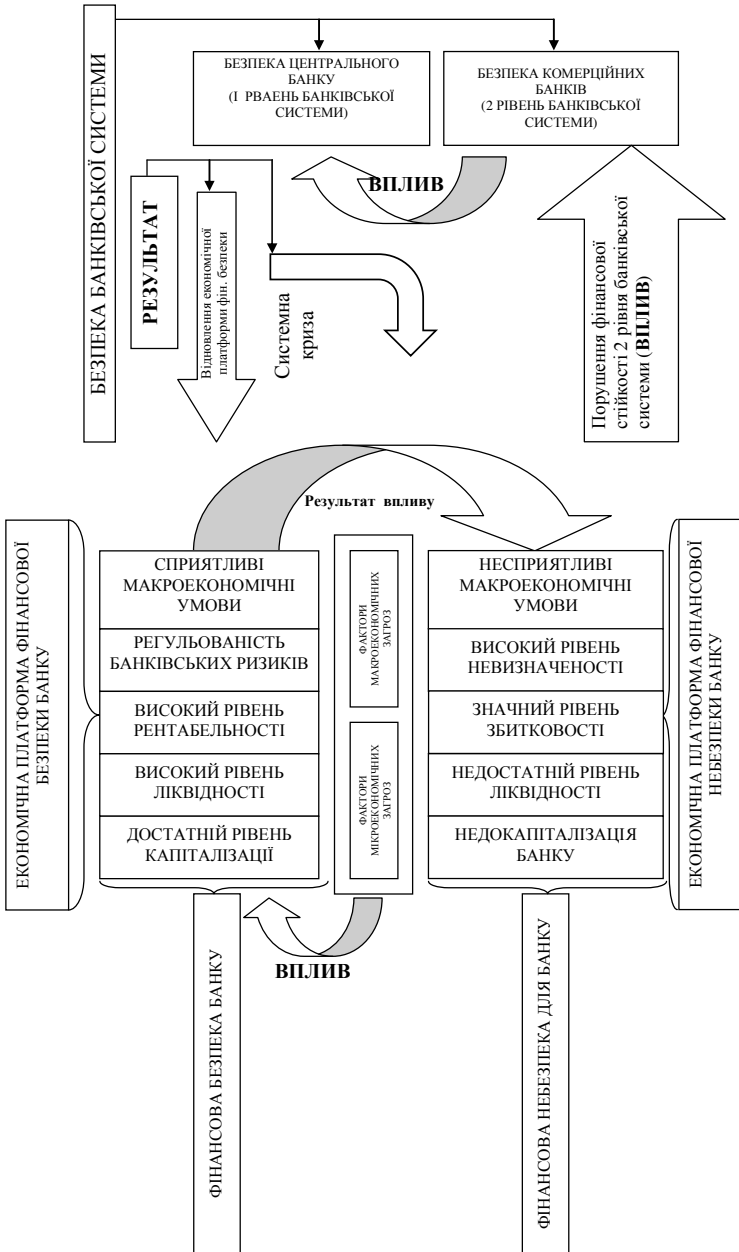 БЕЗПЕКА БАНКІВСЬКОЇ СИСТЕМИ
БЕЗПЕКА ЦЕНТРАЛЬНОГО
БАНКУ
(І РВАЕНЬ БАНКІВСЬКОЇ
СИСТЕМИ)
БЕЗПЕКА КОМЕРЦІЙНИХ
БАНКІВ
(2 РІВЕНЬ БАНКІВСЬКОЇ
СИСТЕМИ)
ВПЛИВ
РЕЗУЛЬТАТ
Відновлення економічної
платформи фін. безпеки
Системна
криза
Порушення фінансової
стійкості 2 рівня банківської
системи (ВПЛИВ)
Результат впливу
ЕКОНОМІЧНА ПЛАТФОРМА ФІНАНСОВОЇ
БЕЗПЕКИ БАНКУ
СПРИЯТЛИВІ
МАКРОЕКОНОМІЧНІ
УМОВИ
РЕГУЛЬОВАНІСТЬ
БАНКІВСЬКИХ РИЗИКІВ
ВИСОКИЙ РІВЕНЬ
РЕНТАБЕЛЬНОСТІ
ВИСОКИЙ РІВЕНЬ
ЛІКВІДНОСТІ
ДОСТАТНІЙ РІВЕНЬ
КАПІТАЛІЗАЦІЇ
ФАКТОРИ
МАКРОЕКОНОМІЧНИХ
ЗАГРОЗ
ФАКТОРИ
МІКРОЕКОНОМІЧНИХ
ЗАГРОЗ
НЕСПРИЯТЛИВІ
МАКРОЕКОНОМІЧНІ
УМОВИ
ВИСОКИЙ РІВЕНЬ
НЕВИЗНАЧЕНОСТІ
ЗНАЧНИЙ РІВЕНЬ
ЗБИТКОВОСТІ
НЕДОСТАТНІЙ РІВЕНЬ
ЛІКВІДНОСТІ
НЕДОКАПІТАЛІЗАЦІЯ
БАНКУ
ЕКОНОМІЧНА ПЛАТФОРМА ФІНАНСОВОЇ
НЕБЕЗПЕКИ БАНКУ
ВПЛИВ
ФІНАНСОВА БЕЗПЕКА БАНКУ
ФІНАНСОВА НЕБЕЗПЕКА ДЛЯ БАНКУ